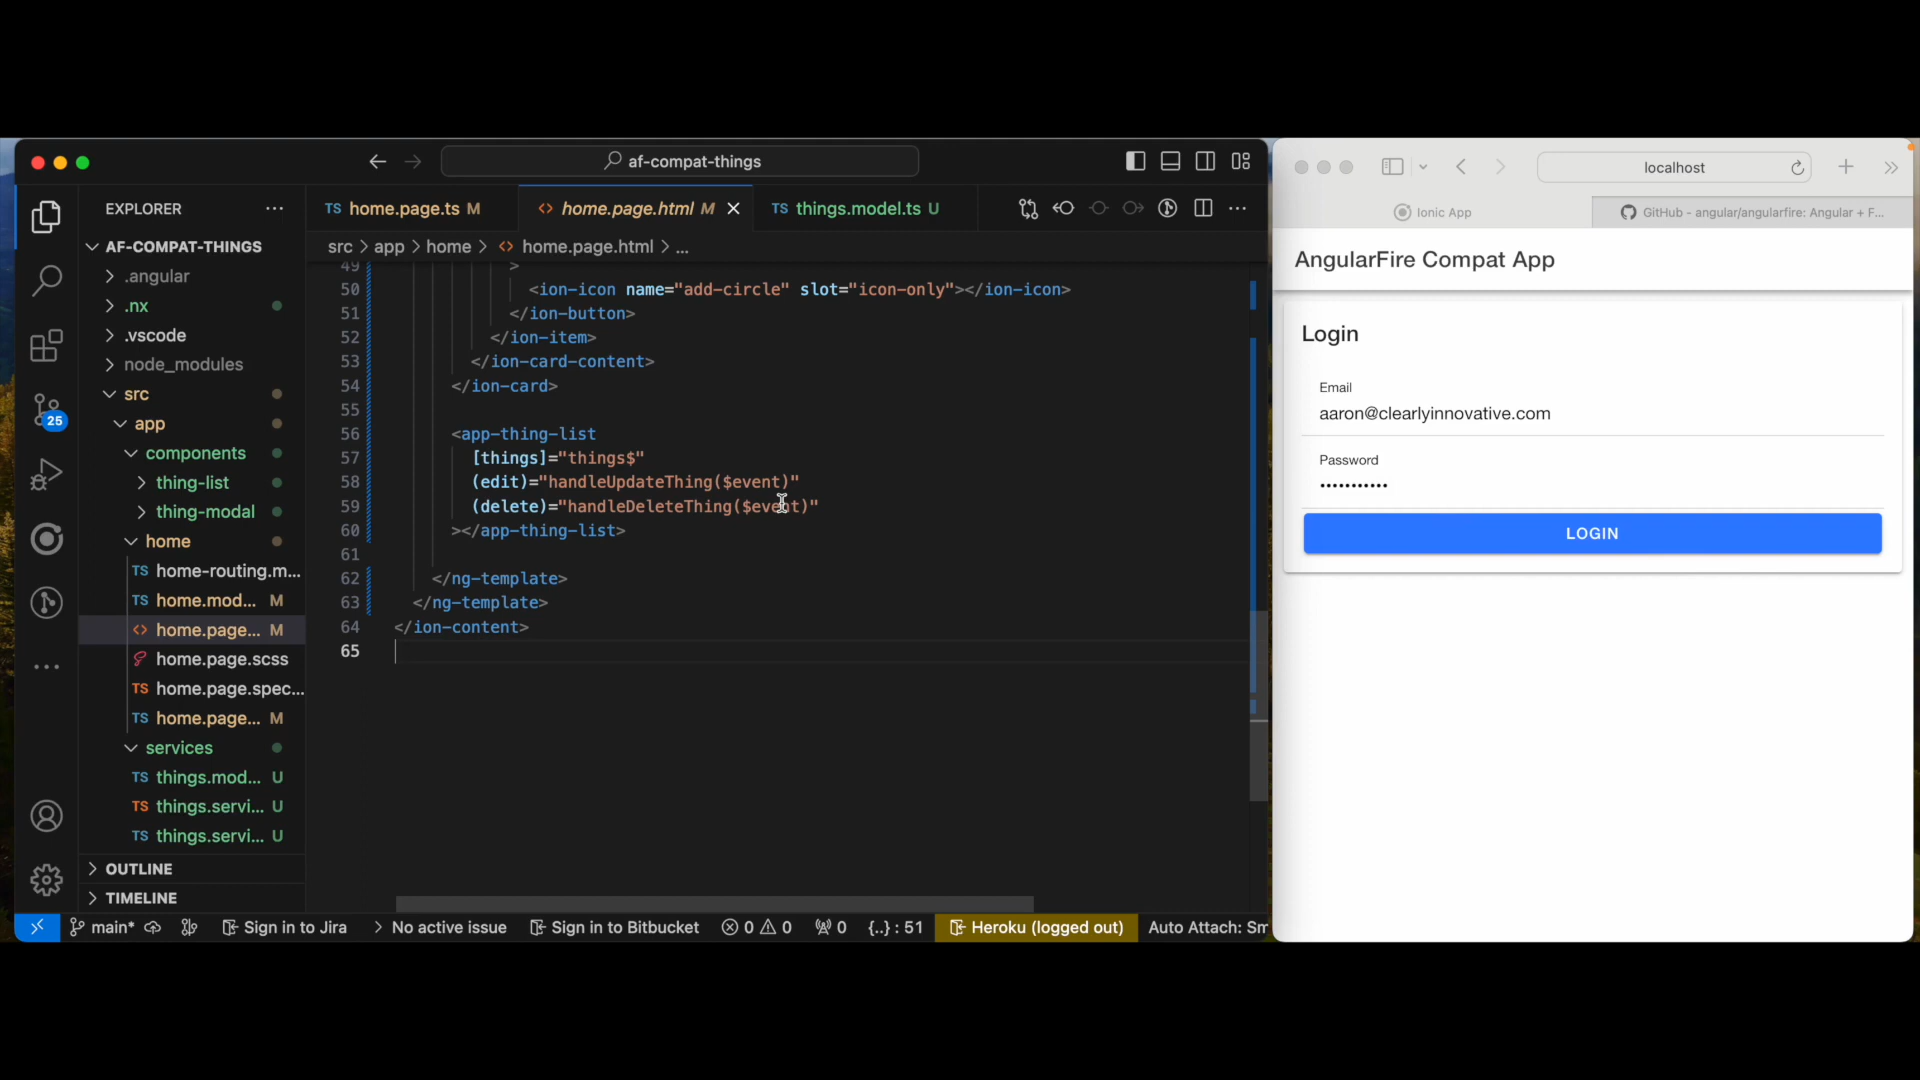 af-compat-things
EXPLORER
AF-COMPAT-THINGS
.angular
.nx
.vscode
node_modules
src
app
components
thing-list
thing-modal
home
TS home-routing.m...
TS home.mod... M
<> home.page... M
home.page.scss
TS home.page.spec...
TS home.page... M
services
TS things.mod... U
TS things.servi... U
TS things.servi... U
OUTLINE
TIMELINE
25
TS home.page.ts M
<> home.page.html M
TS things.model.ts U
src > app > home > <> home.page.html > ...
49 >
50 <ion-icon name="add-circle" slot="icon-only"></ion-icon>
51 </ion-button>
52 </ion-item>
53 </ion-card-content>
54 </ion-card>
55
56 <app-thing-list
57 [things]="things$"
58 (edit)="handleUpdateThing($event)"
59 (delete)="handleDeleteThing($event)"
60 ></app-thing-list>
61
62 </ng-template>
63 </ng-template>
64 </ion-content>
65
main* Sign in to Jira > No active issue Sign in to Bitbucket 0 0 0 {..} : 51 Heroku (logged out) Auto Attach: Sm
localhost
Ionic App
GitHub - angular/angularfire: Angular + F...
AngularFire Compat App
Login
Email
aaron@clearlyinnovative.com
Password
•••••••••••
LOGIN